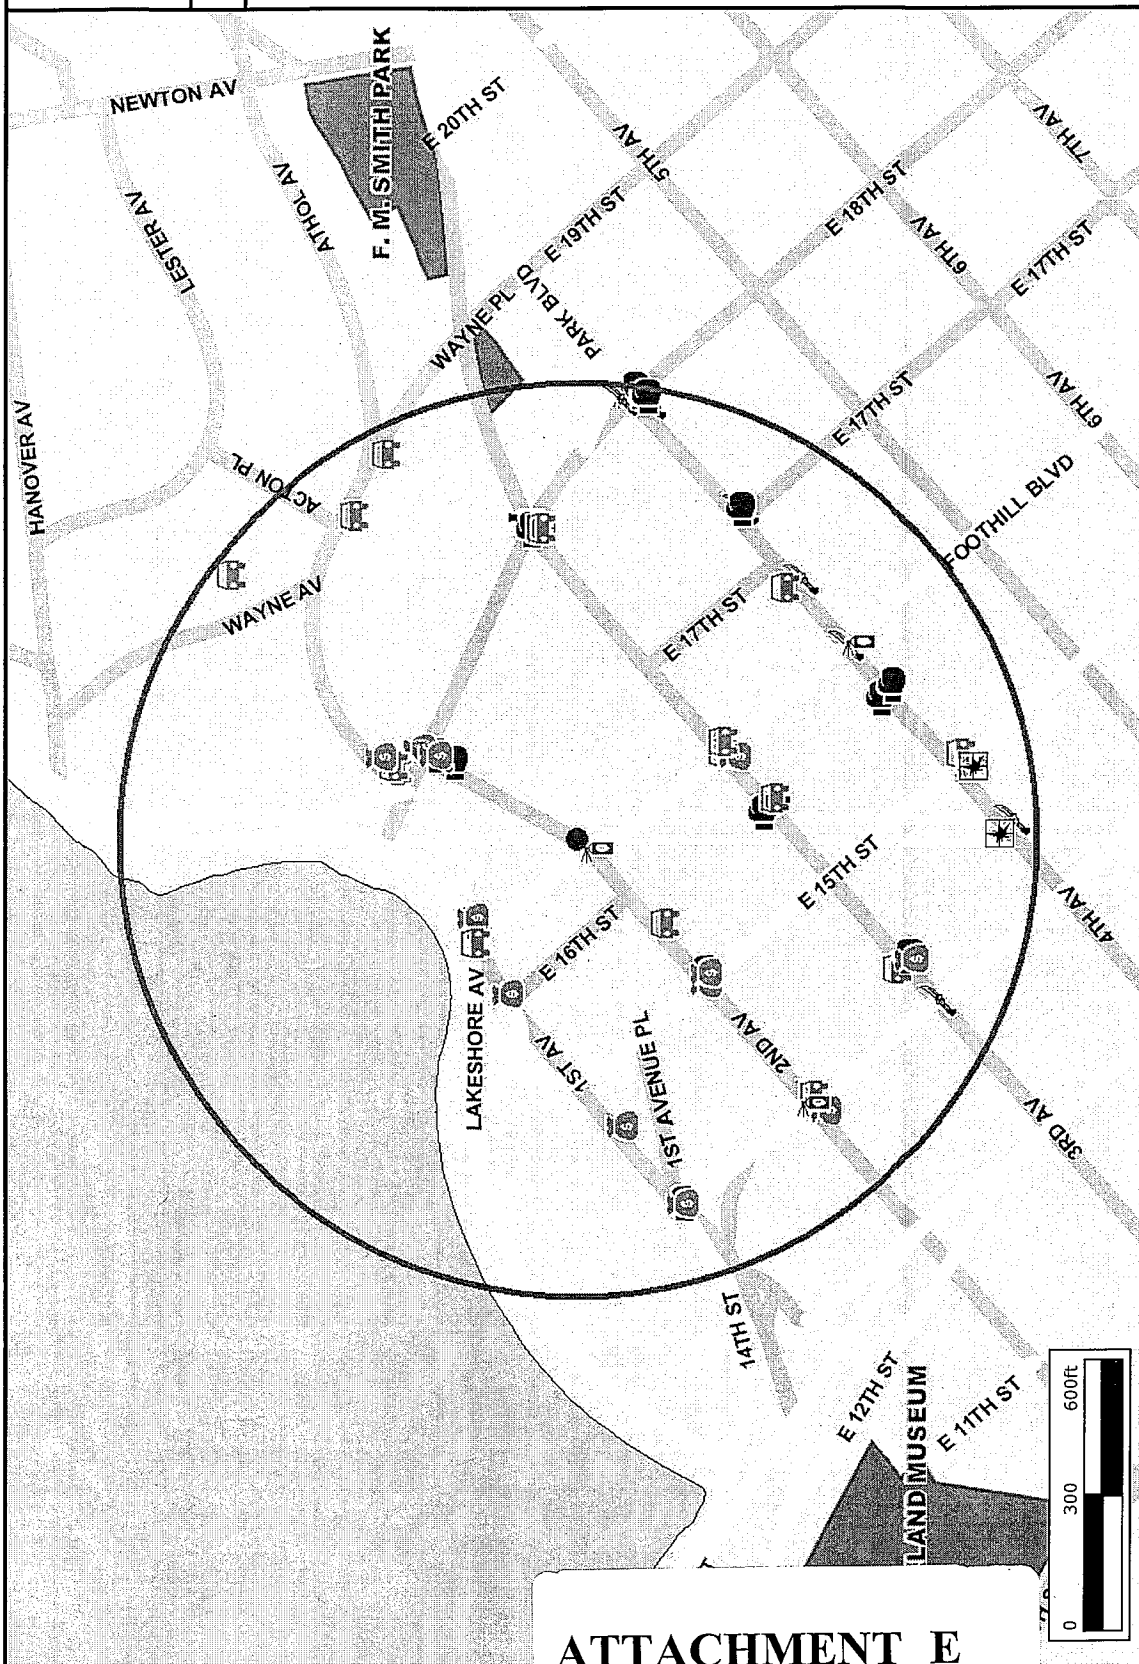 NEWTON AV
F. M. SMITH PARK
E 20TH ST
LESTER AV
ATHOL AV
5TH AV
7TH AV
E 19TH ST
E 18TH ST
6TH AV
E 17TH ST
WAYNE PL
PARK BLVD
HANOVER AV
ACTON PL
E 17TH ST
6TH AV
FOOTHILL BLVD
WAYNE AV
E 17TH ST
E 15TH ST
4TH AV
E 16TH ST
LAKESHORE AV
1ST AV
2ND AV
1ST AVENUE PL
3RD AV
14TH ST
E 12TH ST
E 11TH ST
LAND MUSEUM
0 300 600ft
ATTACHMENT E